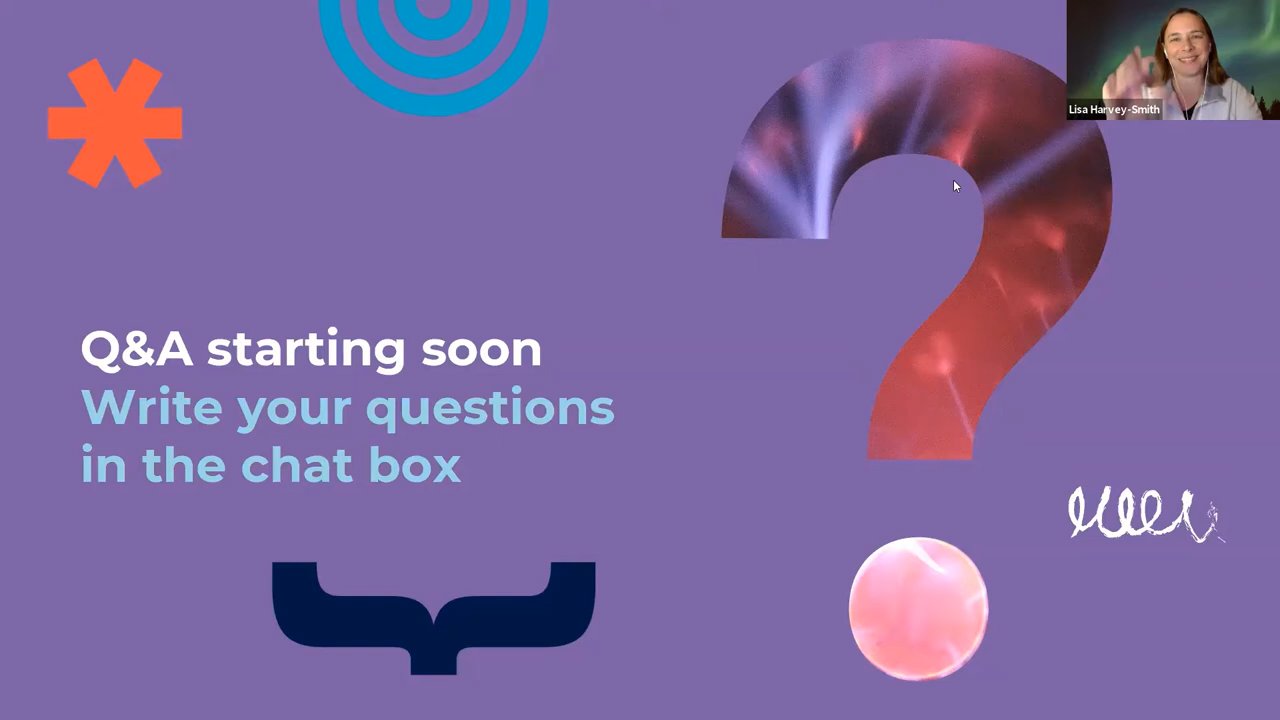 Lisa Harvey-Smith
Q&A starting soon
Write your questions
in the chat box